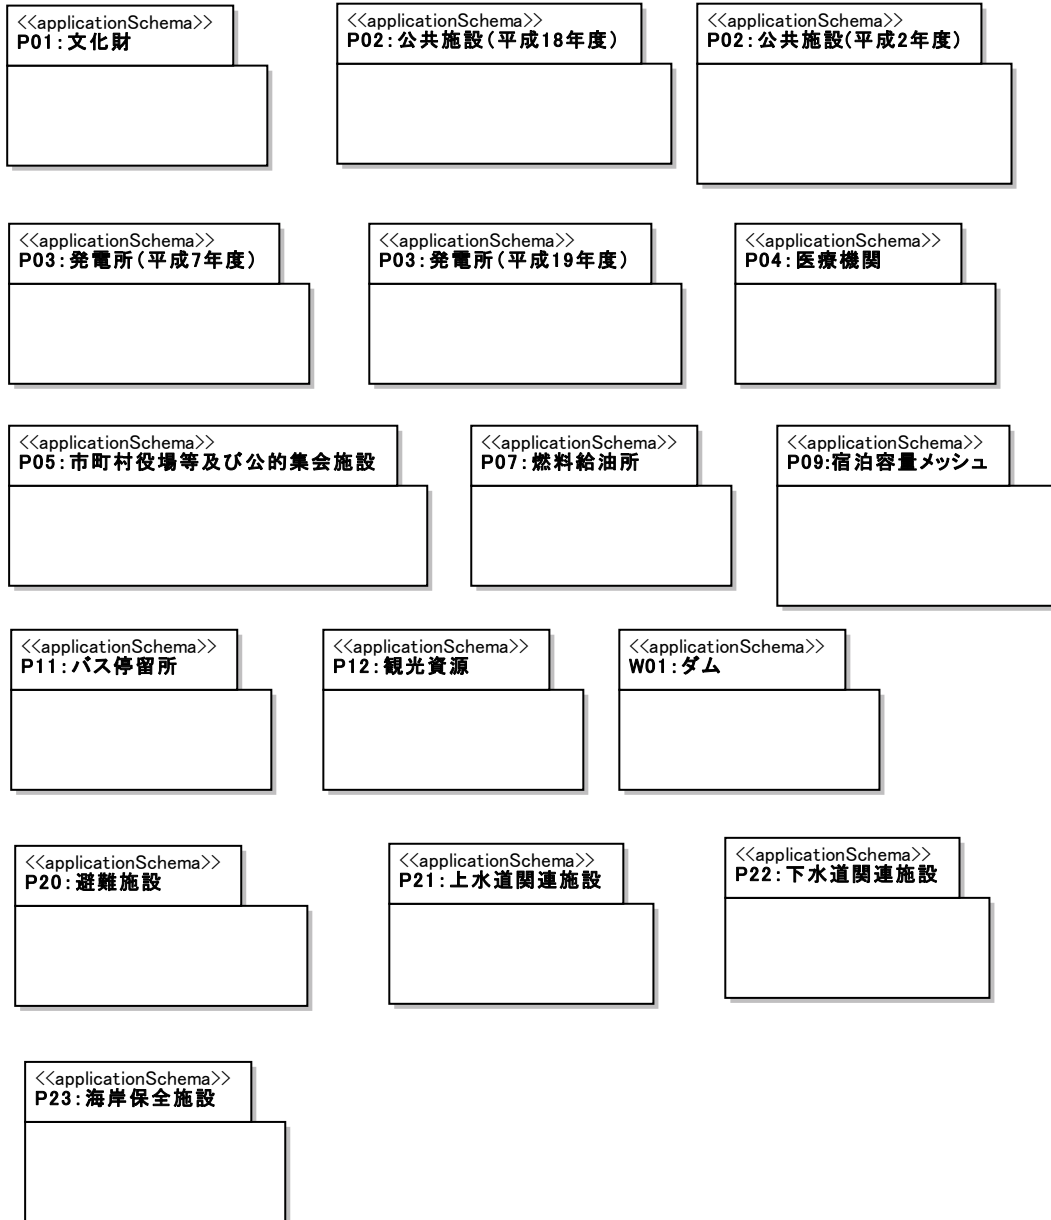 <<applicationSchema>>
P01:文化財
<<applicationSchema>>
P02:公共施設(平成18年度)
<<applicationSchema>>
P02:公共施設(平成2年度)
<<applicationSchema>>
P03:発電所(平成7年度)
<<applicationSchema>>
P03:発電所(平成19年度)
<<applicationSchema>>
P04:医療機関
<<applicationSchema>>
P05:市町村役場等及び公的集会施設
<<applicationSchema>>
P07:燃料給油所
<<applicationSchema>>
P09:宿泊容量メッシュ
<<applicationSchema>>
P11:バス停留所
<<applicationSchema>>
P12:観光資源
<<applicationSchema>>
W01:ダム
<<applicationSchema>>
P20:避難施設
<<applicationSchema>>
P21:上水道関連施設
<<applicationSchema>>
P22:下水道関連施設
<<applicationSchema>>
P23:海岸保全施設